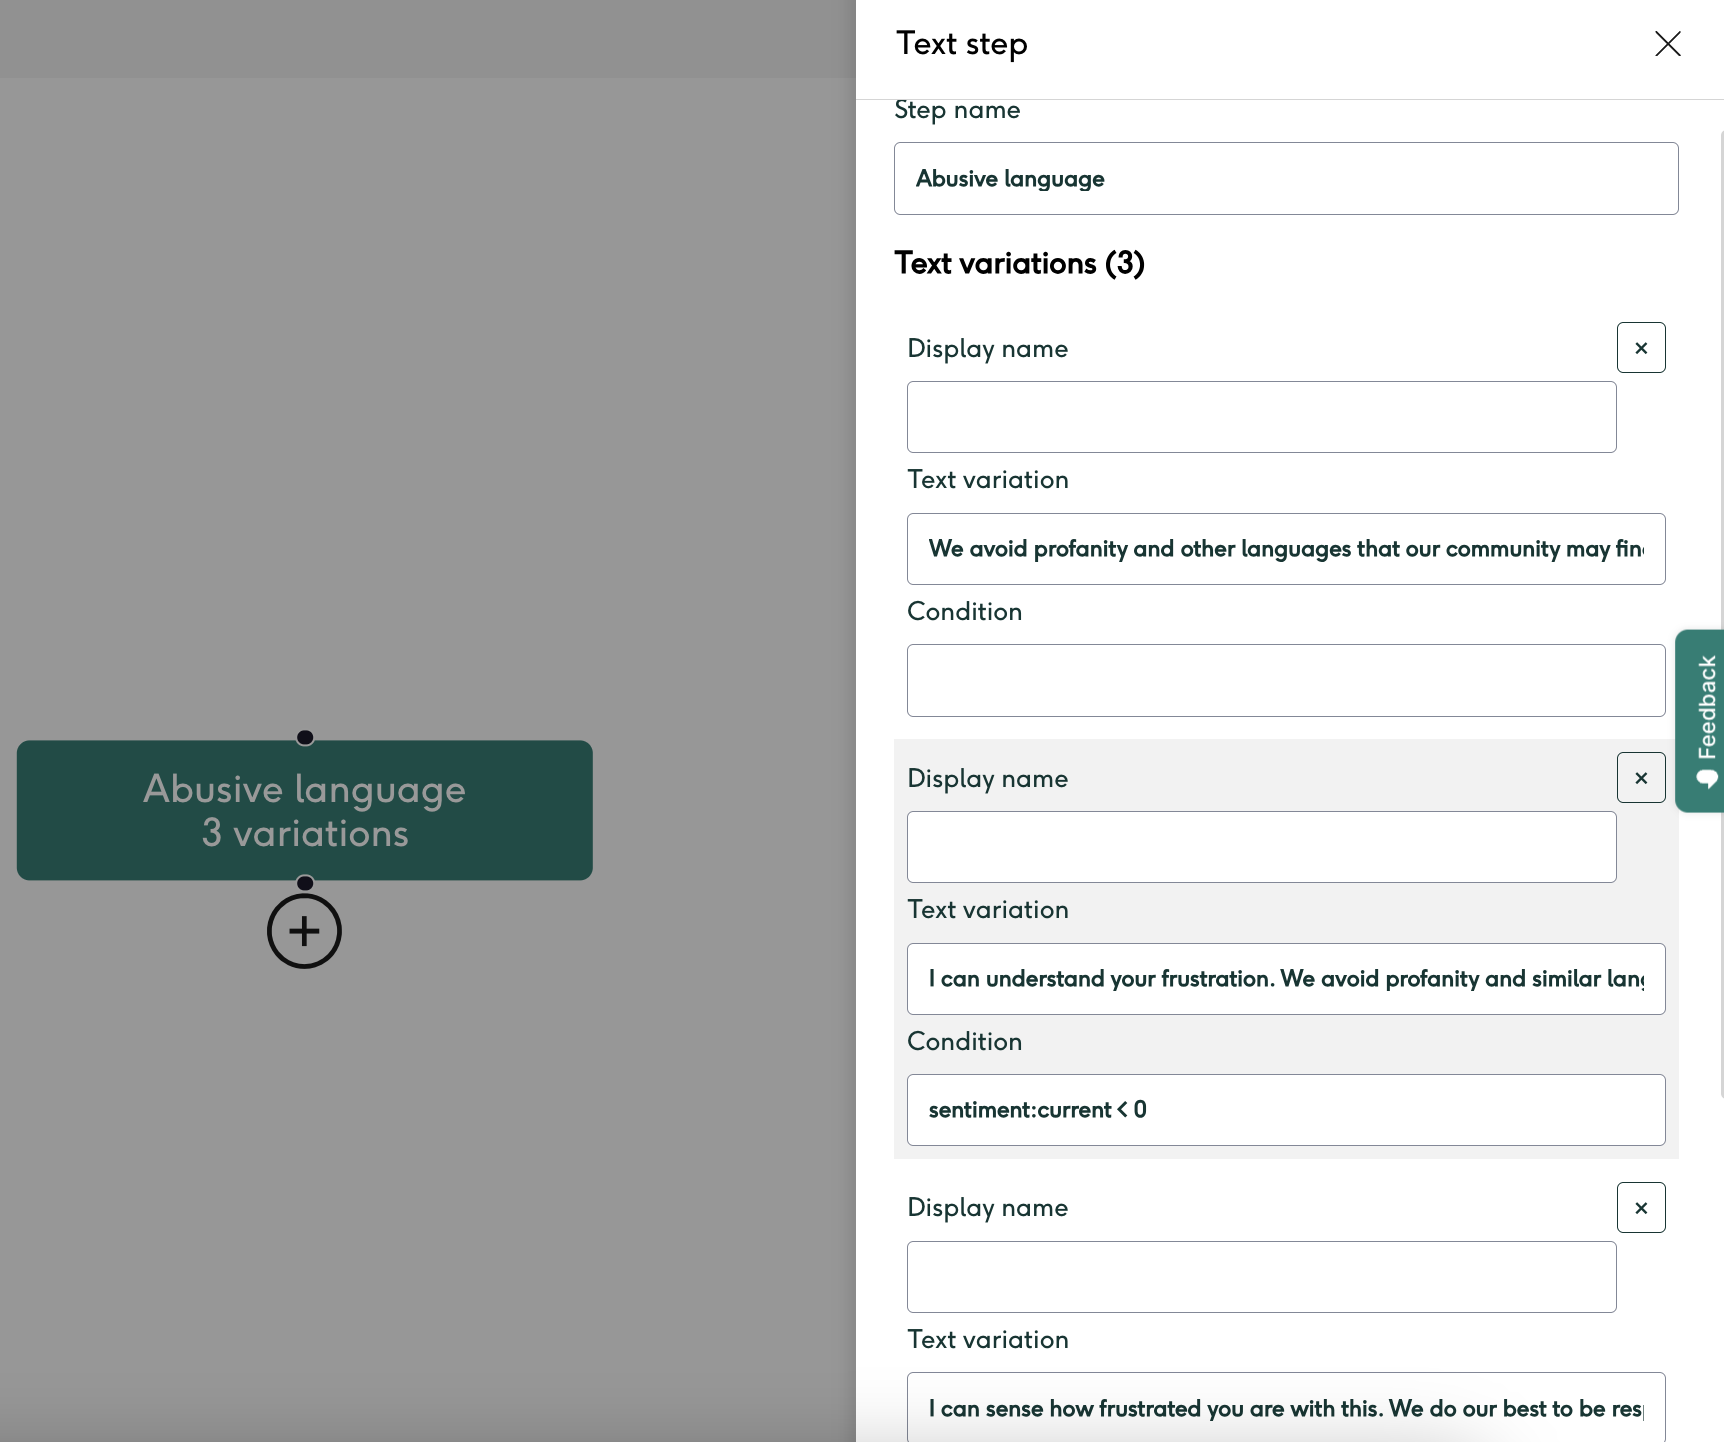 Text step
Step name
Abusive language
Text variations (3)
Display name
×
Text variation
We avoid profanity and other languages that our community may
Condition
Display name
×
Text variation
I can understand your frustration. We avoid profanity and similar
Condition
sentiment:current < 0
Display name
×
Text variation
I can sense how frustrated you are with this. We do our best to be
Abusive language
3 variations
Feedback